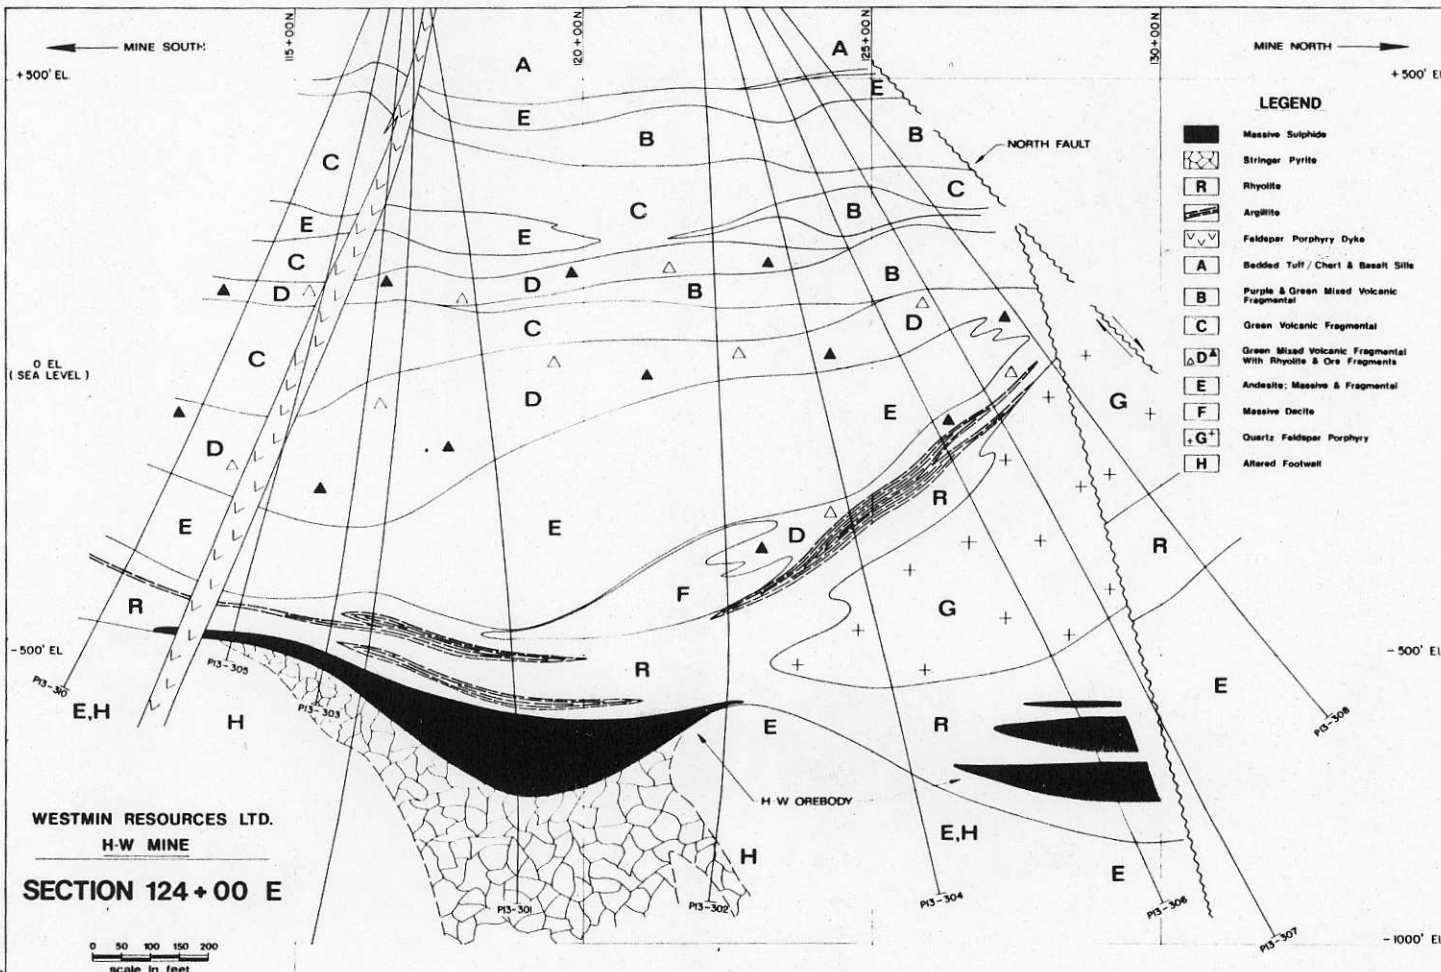 MINE SOUTH
115+00N
120+00N
125+00N
130+00N
MINE NORTH
+500' EL.
+500' EL
A
A
E
E
LEGEND
Massive Sulphide
Stringer Pyrite
R Rhyolite
Argillite
Feldspar Porphyry Dyke
A Bedded Tuff / Chert & Basalt Sills
B Purple & Green Mixed Volcanic
Fragmental
C Green Volcanic Fragmental
D Green Mixed Volcanic Fragmental
With Rhyolite & Ore Fragments
E Andesite; Massive & Fragmental
F Massive Dacite
G Quartz Feldspar Porphyry
H Altered Footwall
B
B
NORTH FAULT
C
C
C
B
E
E
C
D
D
B
B
D
C
C
O EL
(SEA LEVEL)
D
E
G
D
R
E
E
D
R
F
R
G
-500' EL
-500' EL
R
P13-305
P13-310
E
E,H
H
P13-303
E
R
P13-308
H-W OREBODY
WESTMIN RESOURCES LTD.
H-W MINE
E,H
H
E
SECTION 124+00 E
P13-301
P13-302
P13-304
P13-306
P13-307
-1000' EL
0 50 100 150 200
scale in feet